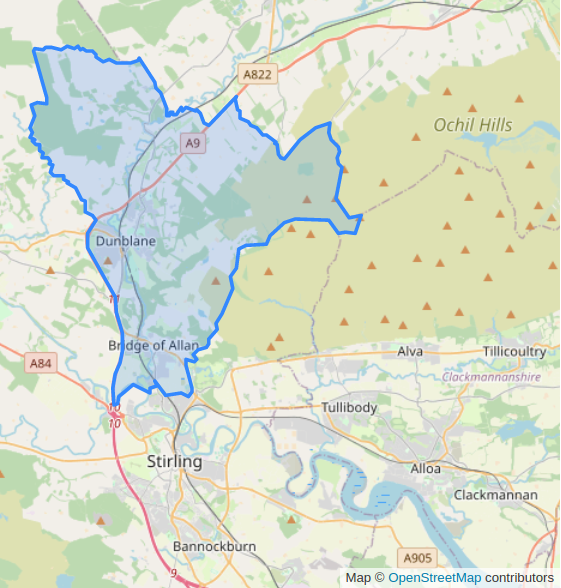 A822
Ochil Hills
A9
Dunblane
11
Bridge of Allan
A84
Alva
Tillicoultry
Clackmannanshire
10
10
Tullibody
Stirling
Alloa
Clackmannan
Bannockburn
A905
9
Map © OpenStreetMap contributors